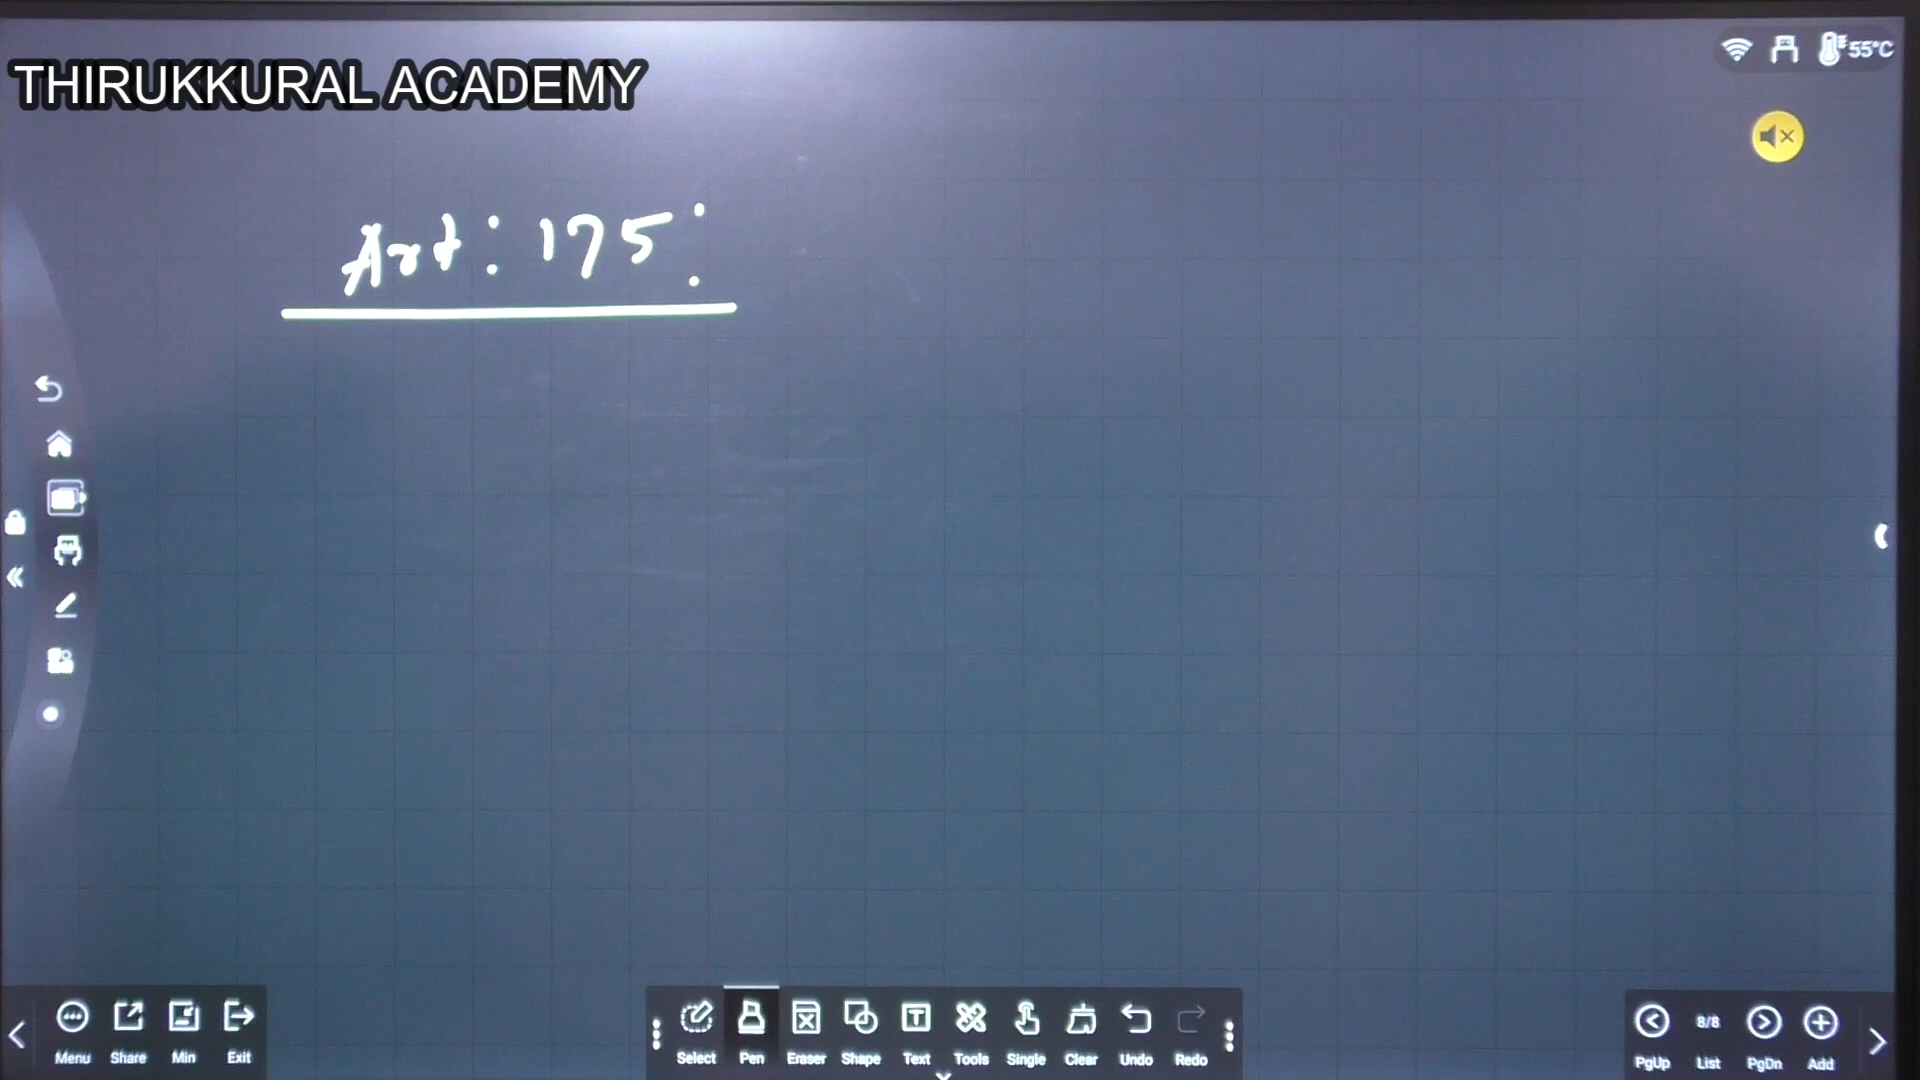 THIRUKKURAL ACADEMY
55°C
Art: 175:
Menu Share Min Exit
Select Pen Eraser Shape Text Tools Single Clear Undo Redo
8/8
PgUp List PgDn Add